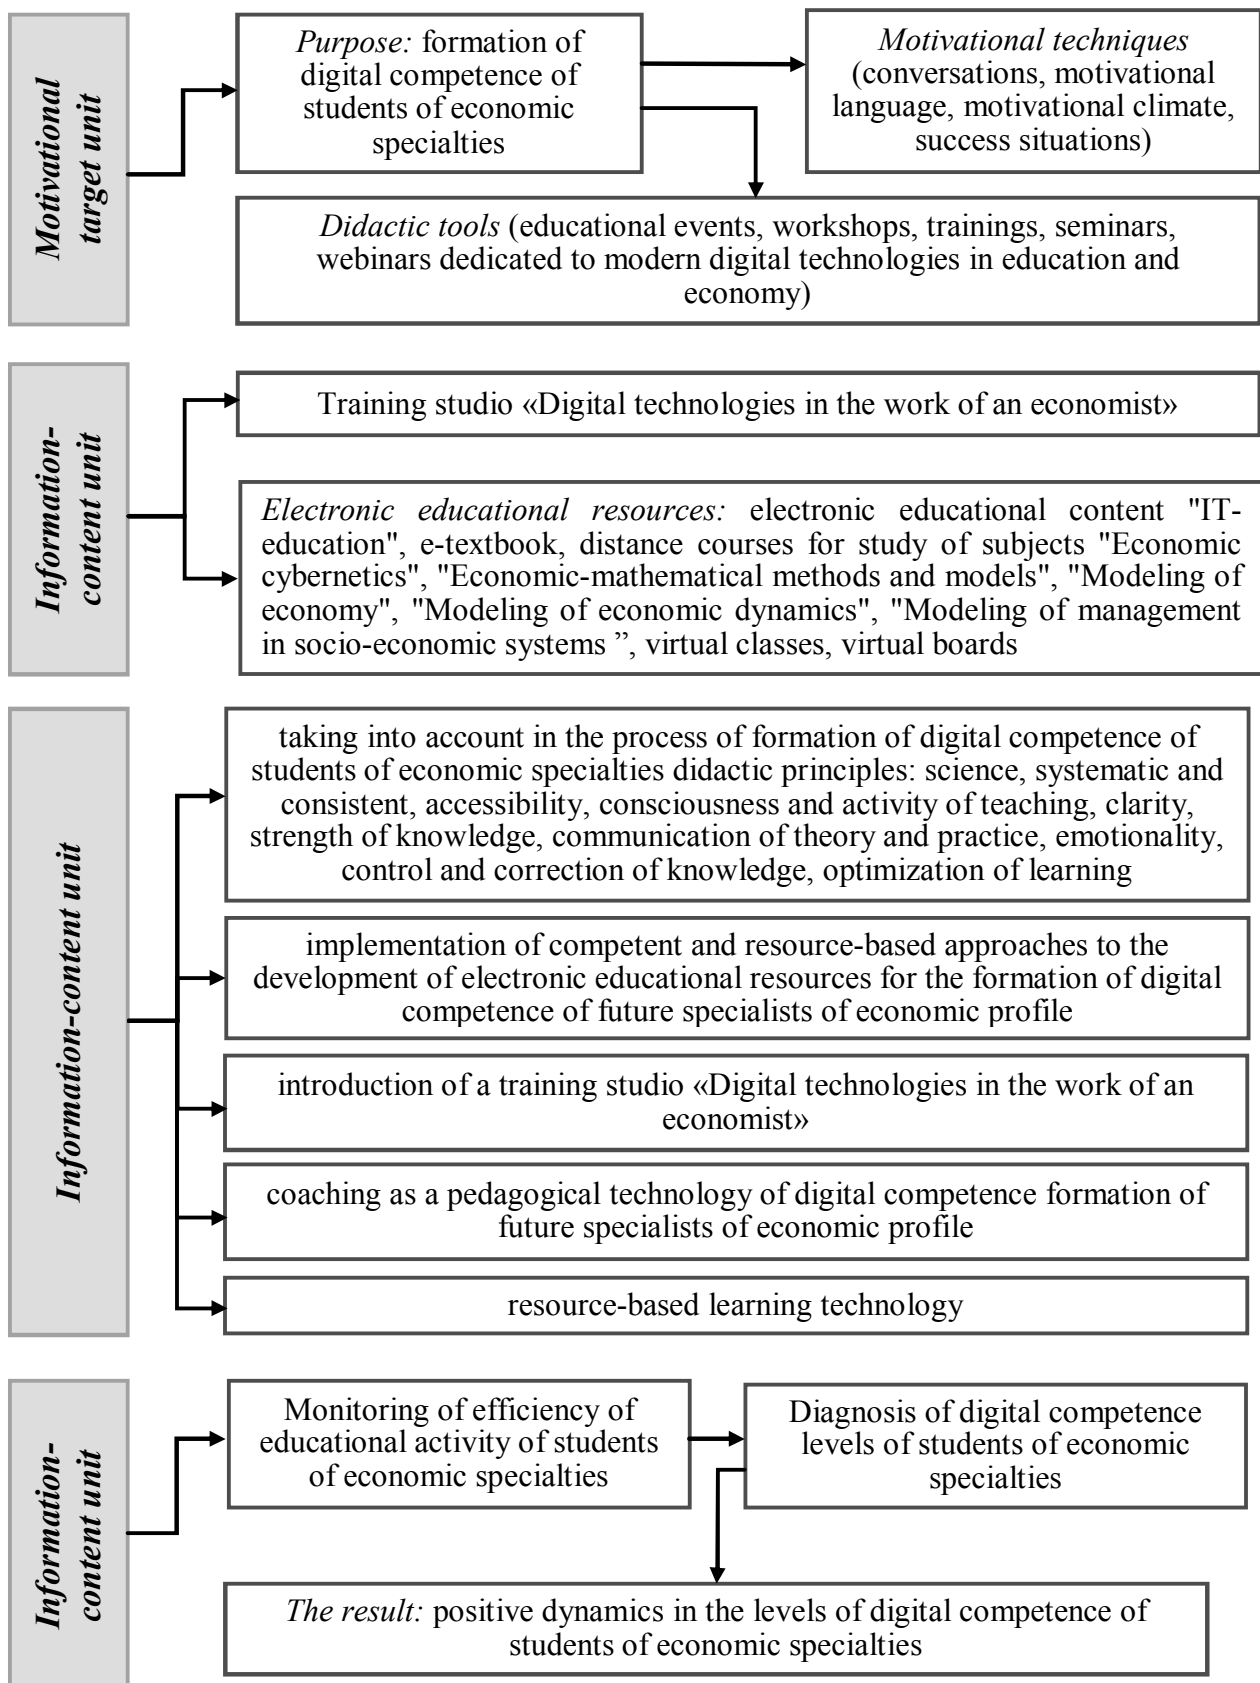 Motivational
target unit
Purpose: formation of
digital competence of
students of economic
specialties
Motivational techniques
(conversations, motivational
language, motivational climate,
success situations)
Didactic tools (educational events, workshops, trainings, seminars,
webinars dedicated to modern digital technologies in education and
economy)
Information-
content unit
Training studio «Digital technologies in the work of an economist»
Electronic educational resources: electronic educational content "IT-
education", e-textbook, distance courses for study of subjects "Economic
cybernetics", "Economic-mathematical methods and models", "Modeling of
economy", "Modeling of economic dynamics", "Modeling of management
in socio-economic systems ”, virtual classes, virtual boards
Information-content unit
taking into account in the process of formation of digital competence of
students of economic specialties didactic principles: science, systematic and
consistent, accessibility, consciousness and activity of teaching, clarity,
strength of knowledge, communication of theory and practice, emotionality,
control and correction of knowledge, optimization of learning
implementation of competent and resource-based approaches to the
development of electronic educational resources for the formation of digital
competence of future specialists of economic profile
introduction of a training studio «Digital technologies in the work of an
economist»
coaching as a pedagogical technology of digital competence formation of
future specialists of economic profile
resource-based learning technology
Information-
content unit
Monitoring of efficiency of
educational activity of students
of economic specialties
Diagnosis of digital competence
levels of students of economic
specialties
The result: positive dynamics in the levels of digital competence of
students of economic specialties